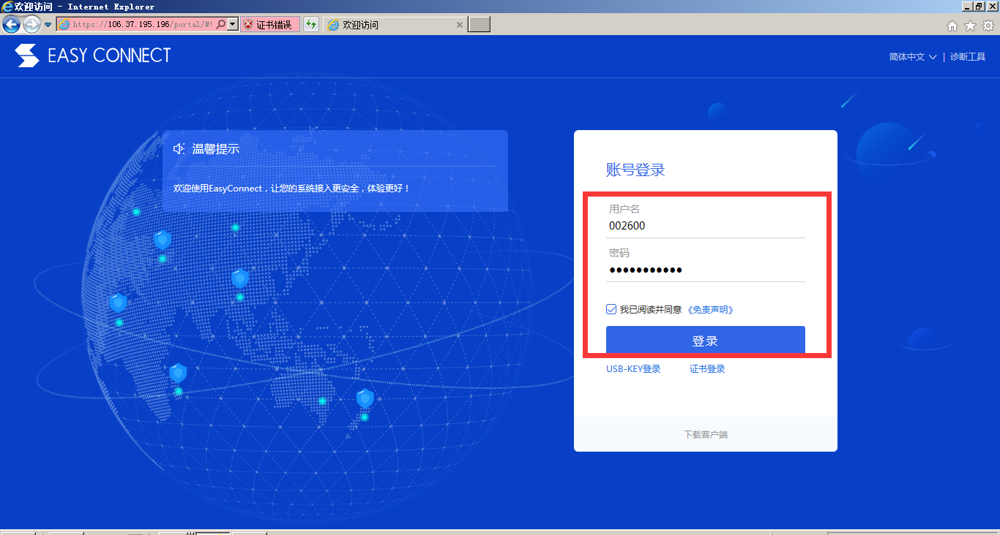 欢迎访问 - Internet Explorer
https://106.37.195.196/portal/#!
证书错误
欢迎访问
EASY CONNECT
简体中文 | 诊断工具
温馨提示
欢迎使用EasyConnect，让您的系统接入更安全，体验更好！
账号登录
用户名
002600
密码
●●●●●●●●●●●
我已阅读并同意 《免责声明》
登录
USB-KEY登录 证书登录
下载客户端